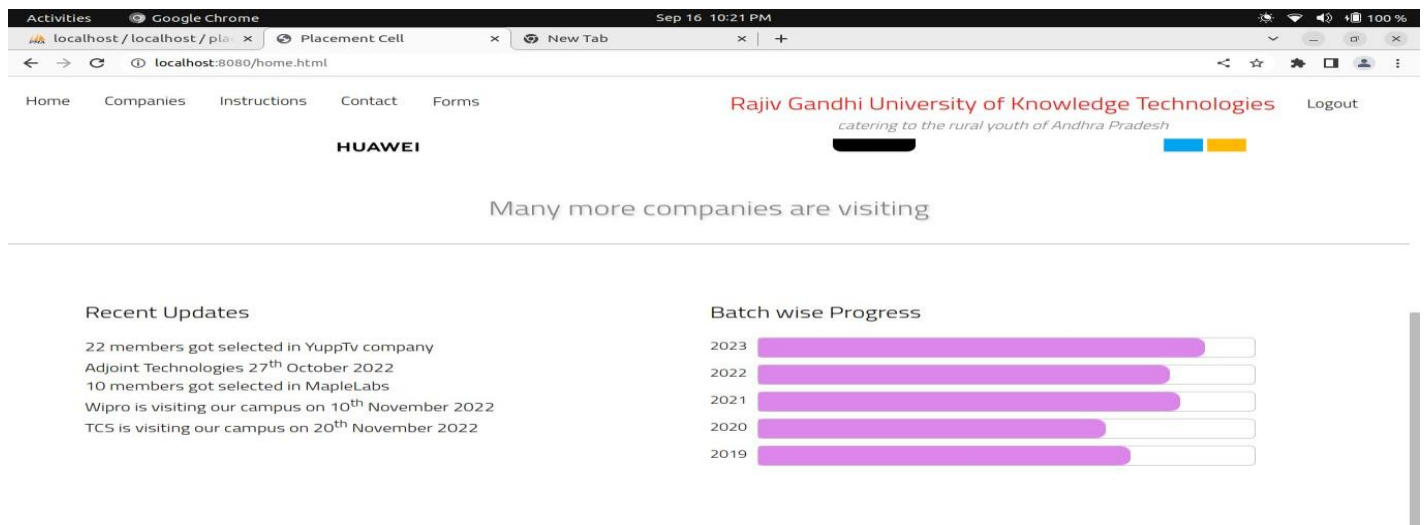 Activities Google Chrome Sep 16 10:21 PM 100 %
localhost / localhost / pla Placement Cell New Tab
localhost:8080/home.html
Home Companies Instructions Contact Forms Rajiv Gandhi University of Knowledge Technologies Logout
catering to the rural youth of Andhra Pradesh
HUAWEI
Many more companies are visiting
Recent Updates
22 members got selected in YuppTv company
Adjoint Technologies 27th October 2022
10 members got selected in MapleLabs
Wipro is visiting our campus on 10th November 2022
TCS is visiting our campus on 20th November 2022
Batch wise Progress
2023
2022
2021
2020
2019